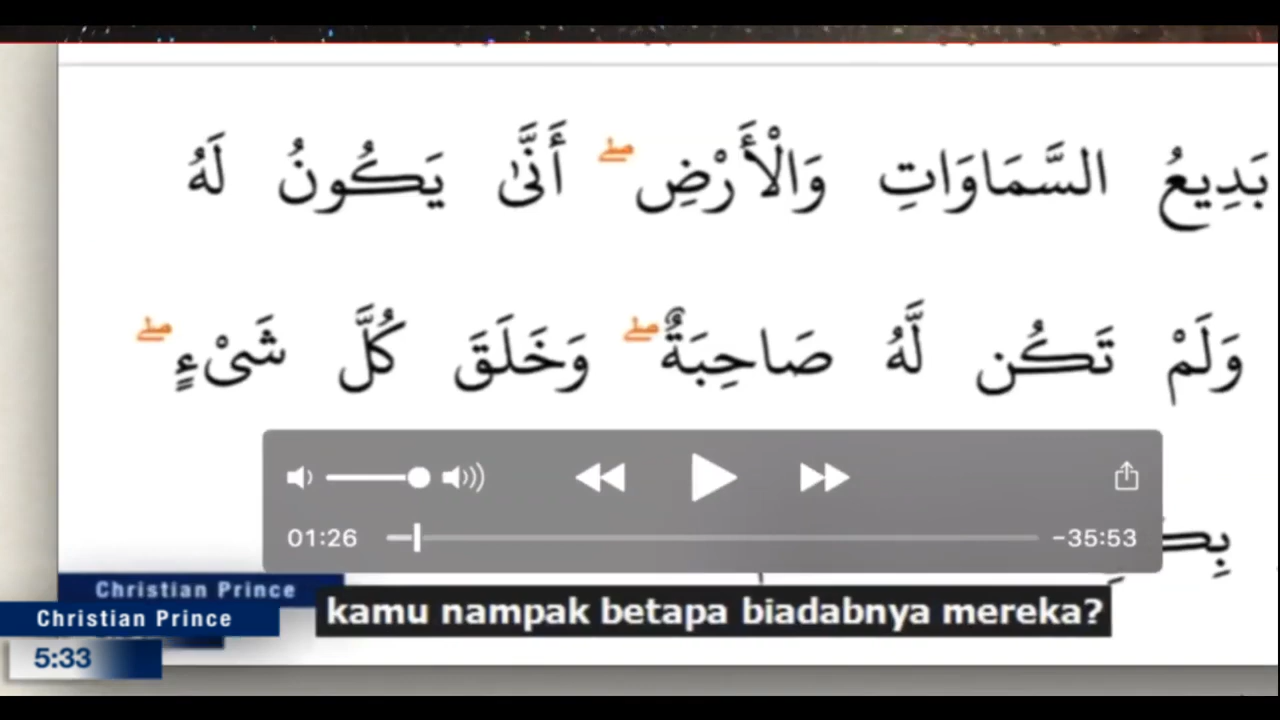 بَدِيعُ السَّمَاوَاتِ وَالْأَرْضِ ۖ أَنَّىٰ يَكُونُ لَهُ
وَلَمْ تَكُن لَّهُ صَاحِبَةٌ ۖ وَخَلَقَ كُلَّ شَيْءٍ ۖ
01:26
-35:53
Christian Prince
Christian Prince
kamu nampak betapa biadabnya mereka?
5:33